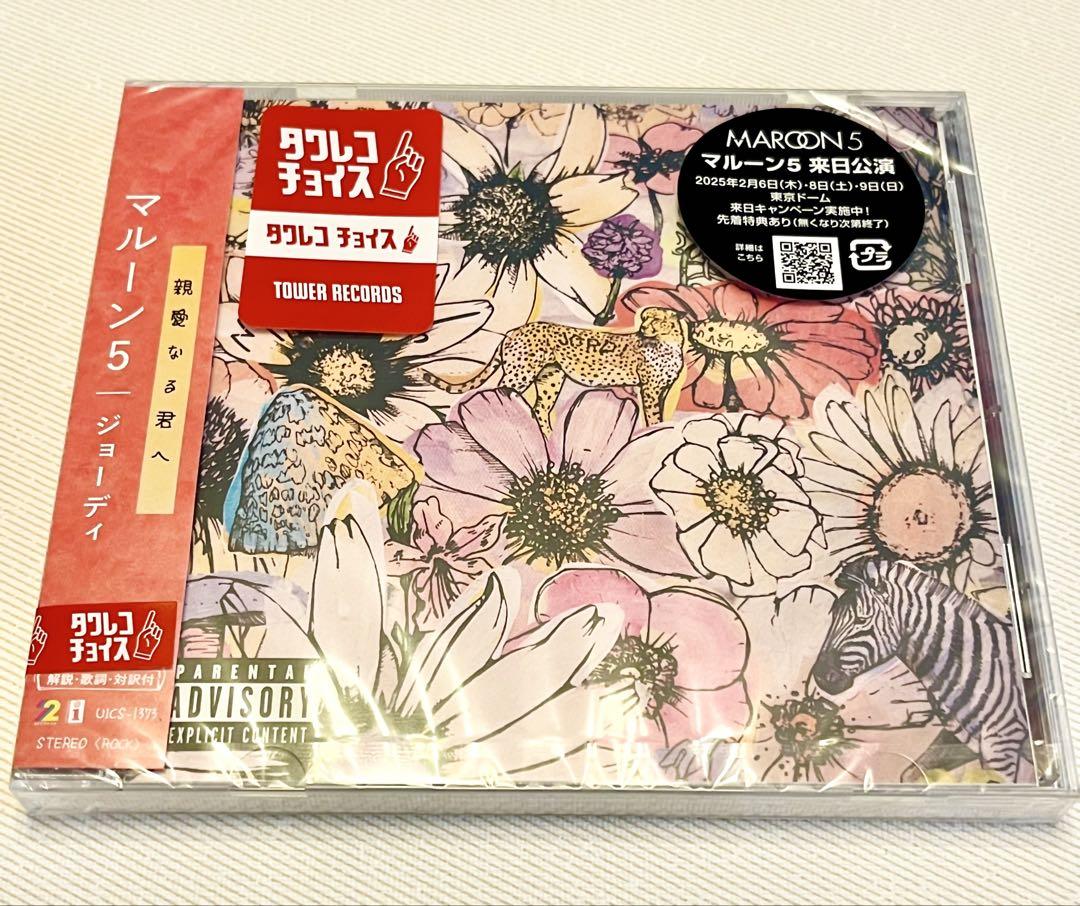 マルーン5｜ジョーディ
親愛なる君へ
タワレコ
チョイス
タワレコ チョイス
TOWER RECORDS
MAROON 5
マルーン5 来日公演
2025年2月6日(木)・8日(土)・9日(日)
東京ドーム
来日キャンペーン実施中!
先着特典あり(無くなり次第終了)
詳細は
こちら
プラ
JORDI
タワレコ
チョイス
(解説・歌詞・対訳付)
UICS-1373
STEREO (ROCK)
PARENTAL
ADVISORY
EXPLICIT CONTENT